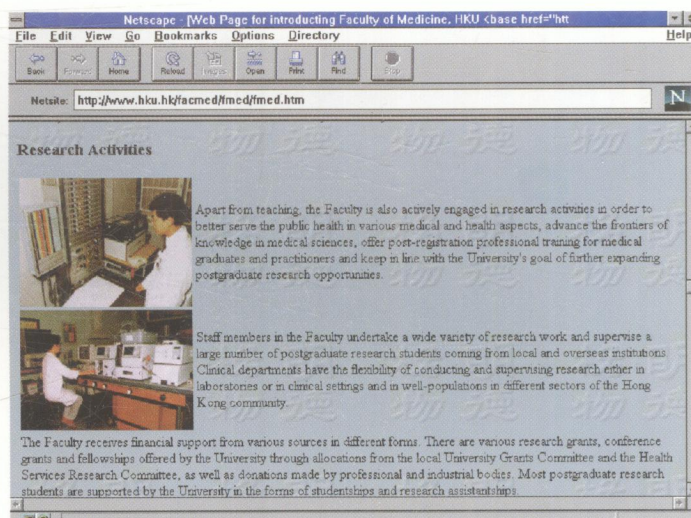 Netscape - [Web Page for introducting Faculty of Medicine, HKU <base href="htt
File Edit View Go Bookmarks Options Directory Help
Back Forward Home Reload Images Open Print Find Stop
Netsite: http://www.hku.hk/facmed/fmed/fmed.htm
N
Research Activities
Apart from teaching, the Faculty is also actively engaged in research activities in order to
better serve the public health in various medical and health aspects, advance the frontiers of
knowledge in medical sciences, offer post-registration professional training for medical
graduates and practitioners and keep in line with the University's goal of further expanding
postgraduate research opportunities.
Staff members in the Faculty undertake a wide variety of research work and supervise a
large number of postgraduate research students coming from local and overseas institutions.
Clinical departments have the flexibility of conducting and supervising research either in
laboratories or in clinical settings and in well-populations in different sectors of the Hong
Kong community.
The Faculty receives financial support from various sources in different forms. There are various research grants, conference
grants and fellowships offered by the University through allocations from the local University Grants Committee and the Health
Services Research Committee, as well as donations made by professional and industrial bodies. Most postgraduate research
students are supported by the University in the forms of studentships and research assistantships.